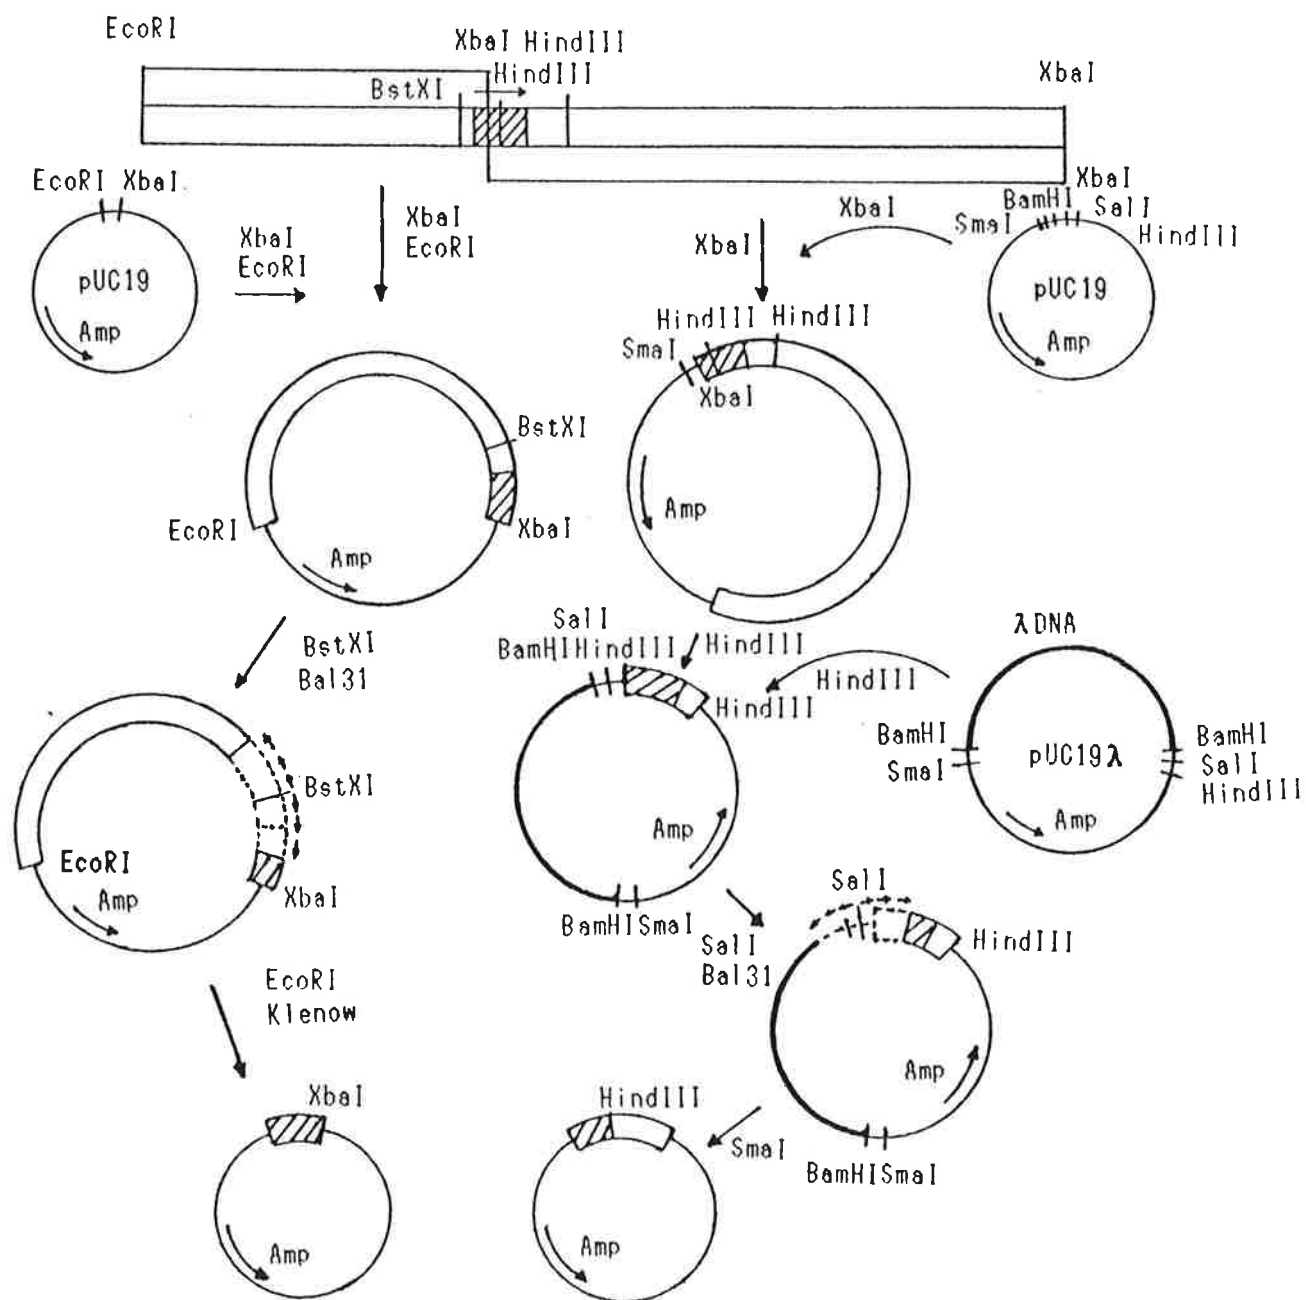 EcoRI
XbaI HindIII
HindIII
BstXI
XbaI
EcoRI XbaI
pUC19
Amp
XbaI
EcoRI
XbaI
EcoRI
XbaI
XbaI
XbaI
BamHI
SalI
SmaI
HindIII
pUC19
Amp
HindIII HindIII
SmaI
XbaI
Amp
BstXI
EcoRI
XbaI
Amp
BstXI
Bal31
SalI
BamHI HindIII
HindIII
HindIII
HindIII
λDNA
BamHI
SmaI
pUC19λ
BamHI
SalI
HindIII
Amp
Amp
BamHI SmaI
BstXI
EcoRI
XbaI
Amp
SalI
Bal31
SalI
HindIII
Amp
BamHI SmaI
EcoRI
Klenow
XbaI
Amp
HindIII
Amp
SmaI